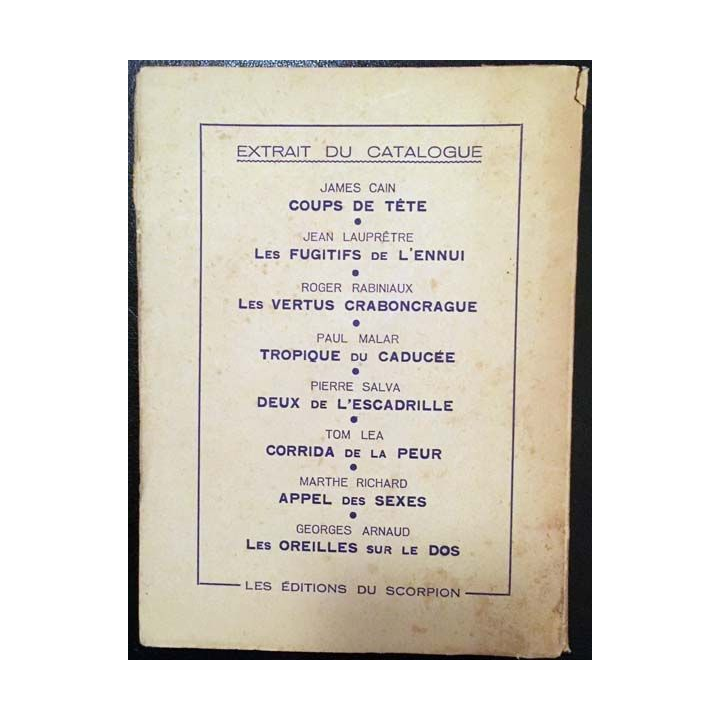 EXTRAIT DU CATALOGUE
JAMES CAIN
COUPS DE TÊTE
JEAN LAUPRÊTRE
LES FUGITIFS DE L'ENNUI
ROGER RABINIAUX
LES VERTUS CRABONCRAGUE
PAUL MALAR
TROPIQUE DU CADUCÉE
PIERRE SALVA
DEUX DE L'ESCADRILLE
TOM LEA
CORRIDA DE LA PEUR
MARTHE RICHARD
APPEL DES SEXES
GEORGES ARNAUD
LES OREILLES SUR LE DOS
LES ÉDITIONS DU SCORPION